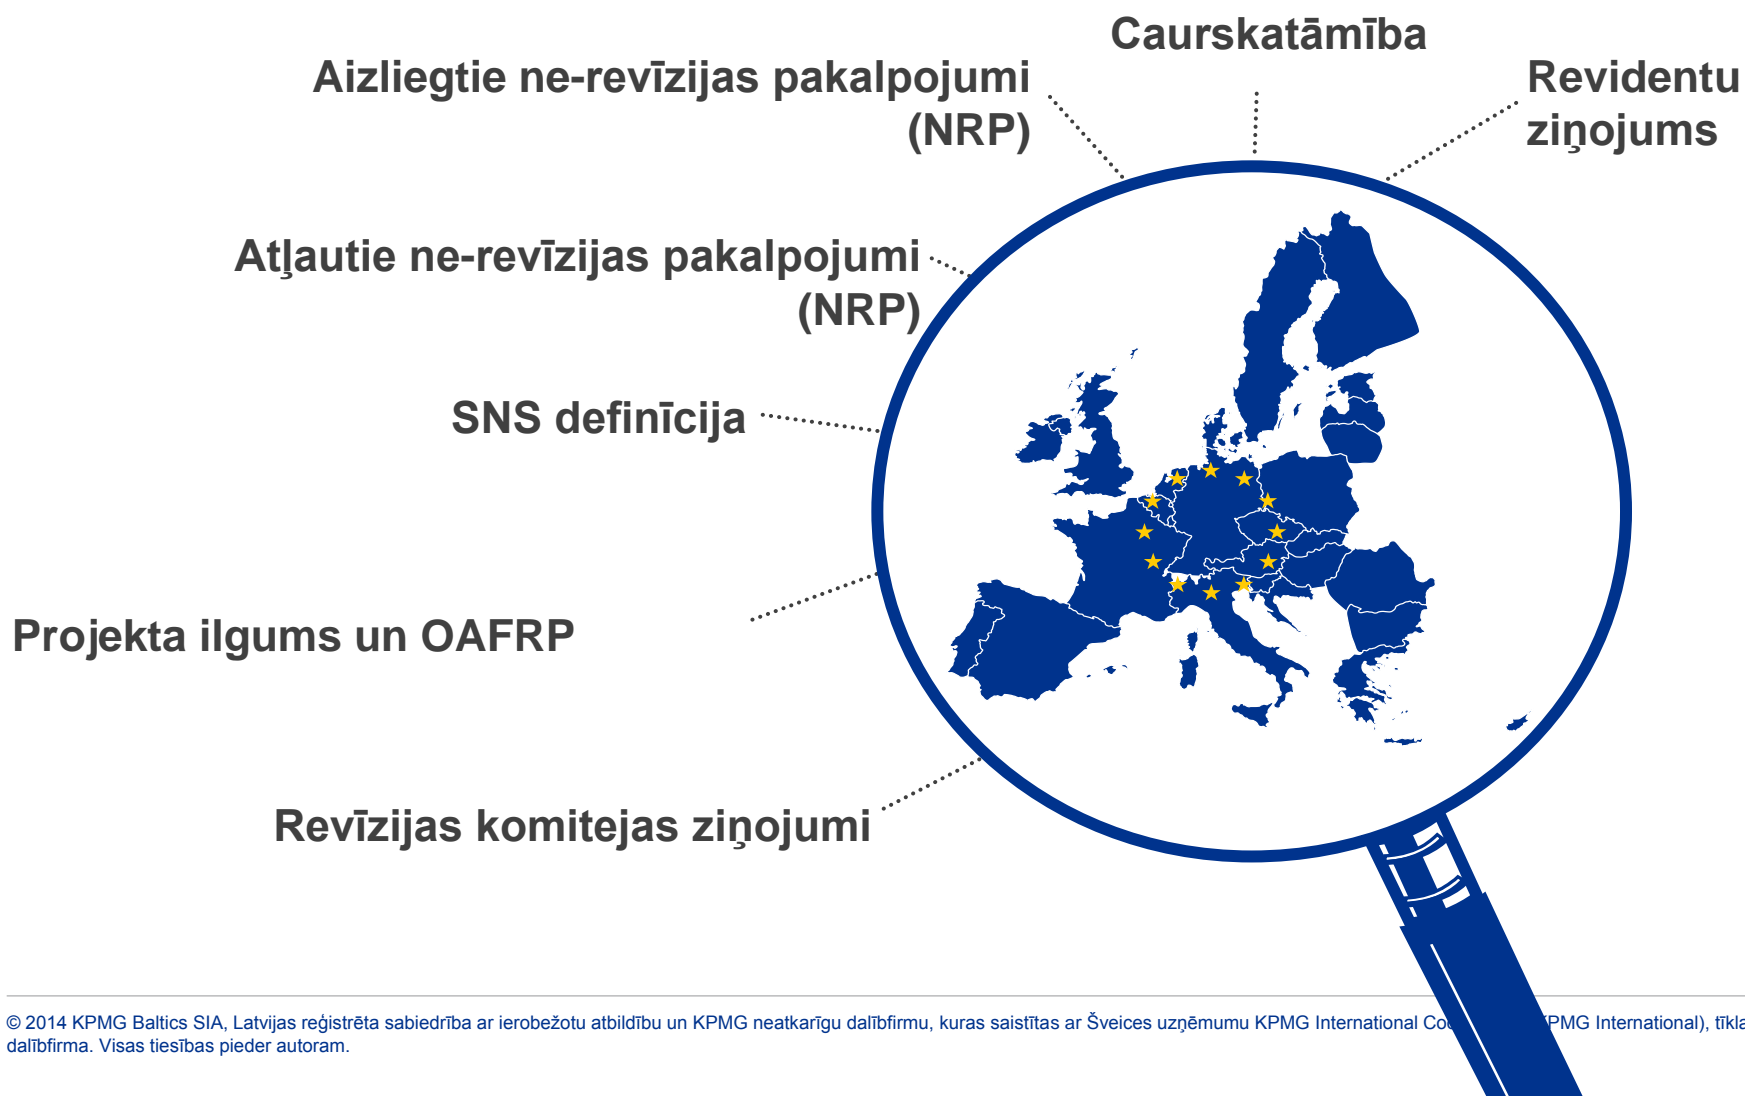 Caurskatāmība
Aizliegtie ne-revīzijas pakalpojumi
(NRP)
Revidentu
ziņojums
Atļautie ne-revīzijas pakalpojumi
(NRP)
SNS definīcija
Projekta ilgums un OAFRP
Revīzijas komitejas ziņojumi
© 2014 KPMG Baltics SIA, Latvijas reģistrēta sabiedrība ar ierobežotu atbildību un KPMG neatkarīgu dalībfirmu, kuras saistītas ar Šveices uzņēmumu KPMG International International), tīkla
dalībfirma. Visas tiesības pieder autoram.